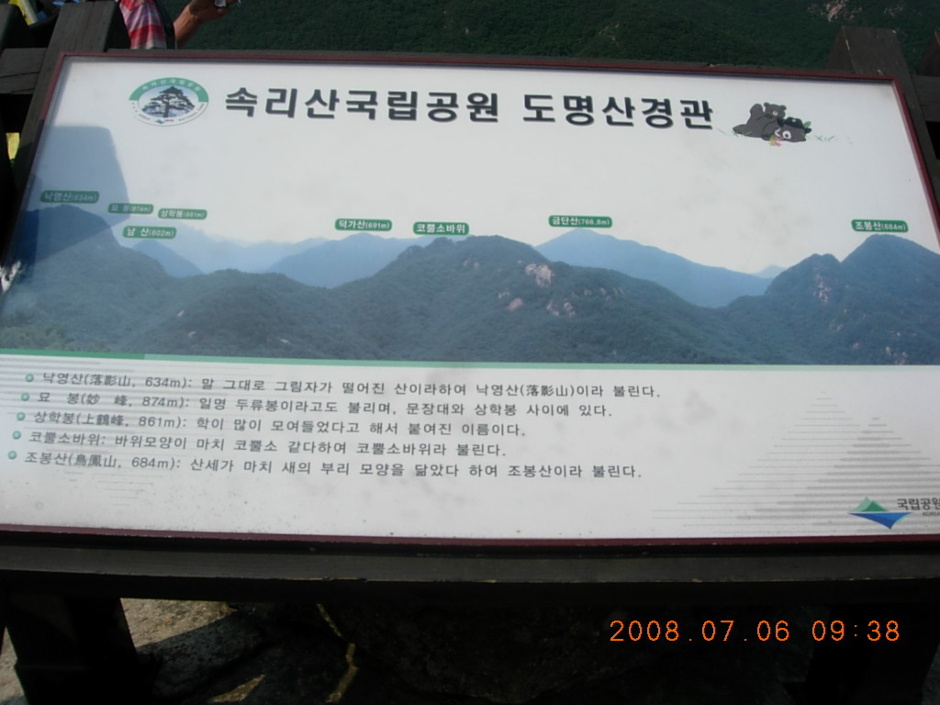 속리산국립공원 도명산경관
낙영산(634m)
묘 봉(874m)
상학봉(861m)
남 산(602m)
덕가산(691m)
코뿔소바위
금단산(766.8m)
조봉산(684m)
낙영산(落影山, 634m): 말 그대로 그림자가 떨어진 산이라하여 낙영산(落影山)이라 불린다.
묘 봉(妙 峰, 874m): 일명 두류봉이라고도 불리며, 문장대와 상학봉 사이에 있다.
상학봉(上鶴峰, 861m): 학이 많이 모여들었다고 해서 붙여진 이름이다.
코뿔소바위: 바위모양이 마치 코뿔소 같다하여 코뿔소바위라 불린다.
조봉산(鳥鳳山, 684m): 산세가 마치 새의 부리 모양을 닮았다 하여 조봉산이라 불린다.
국립공원
2008.07.06 09:38